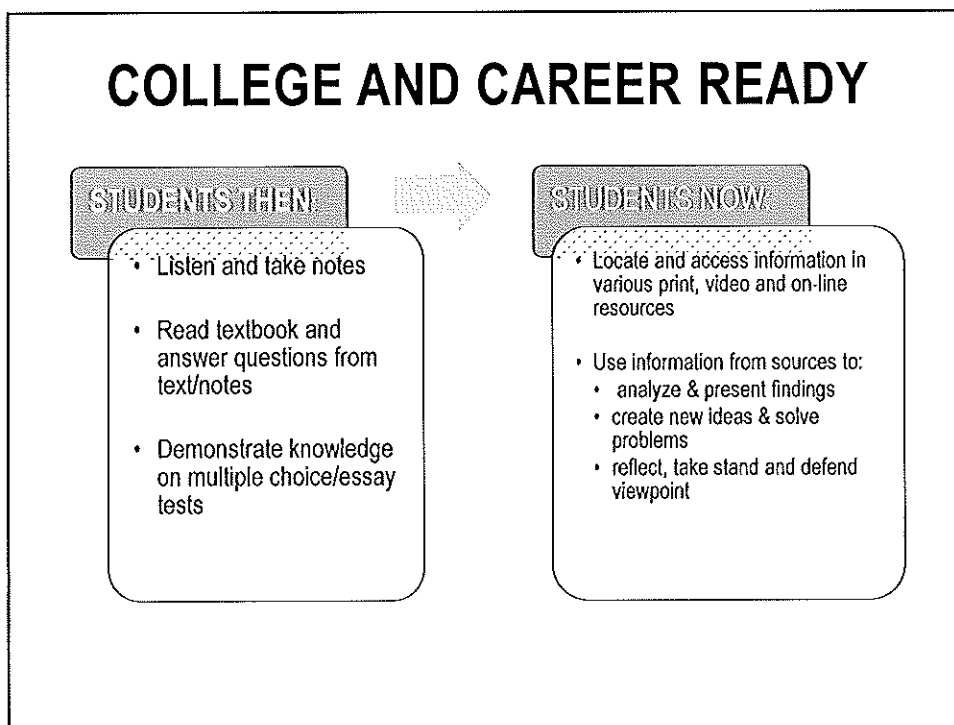 COLLEGE AND CAREER READY
STUDENTS THEN
• Listen and take notes
• Read textbook and
answer questions from
text/notes
• Demonstrate knowledge
on multiple choice/essay
tests
STUDENTS NOW
• Locate and access information in
various print, video and on-line
resources
• Use information from sources to:
• analyze & present findings
• create new ideas & solve
problems
• reflect, take stand and defend
viewpoint